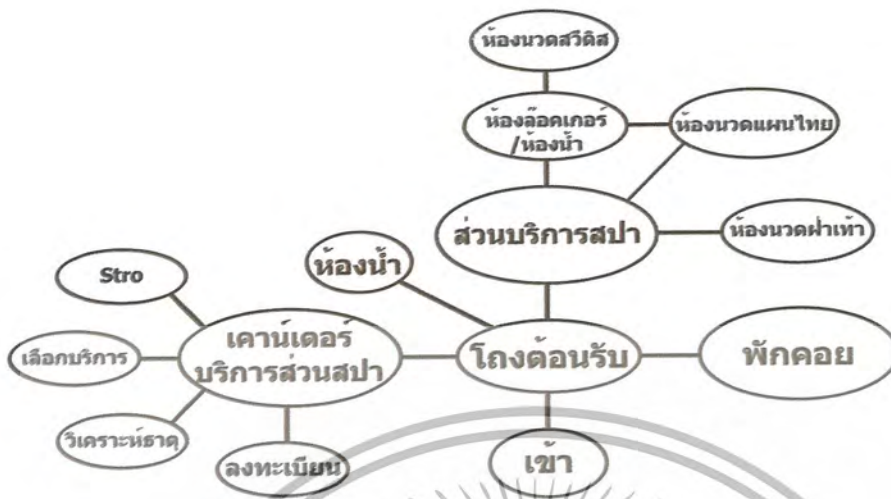 ห้องนวดสวีดิส
ห้องล๊อคเกอร์
/ห้องน้ำ
ห้องนวดแผนไทย
ส่วนบริการสปา
ห้องนวดฝ่าเท้า
ห้องน้ำ
Stro
เคาน์เตอร์
บริการส่วนสปา
เลือกบริการ
โถงต้อนรับ
พักคอย
วิเคราะห์ธาตุ
ลงทะเบียน
เข้า